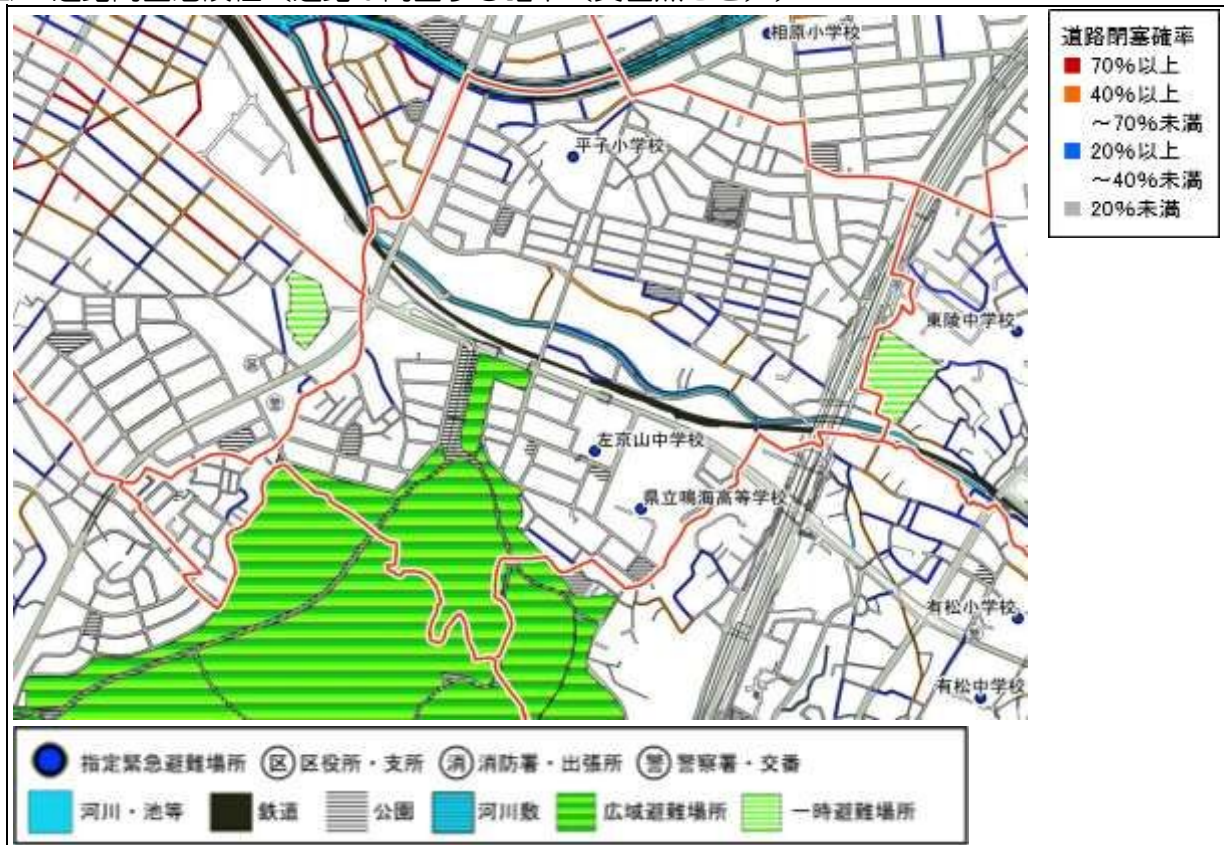 相原小学校
平子小学校
東陵中学校
左京山中学校
県立鳴海高等学校
有松小学校
有松中学校
区
警
警
道路閉塞確率
70%以上
40%以上
～70%未満
20%以上
～40%未満
20%未満
指定緊急避難場所 区 区役所・支所 消 消防署・出張所 警 警察署・交番
河川・池等 鉄道 公園 河川敷 広域避難場所 一時避難場所